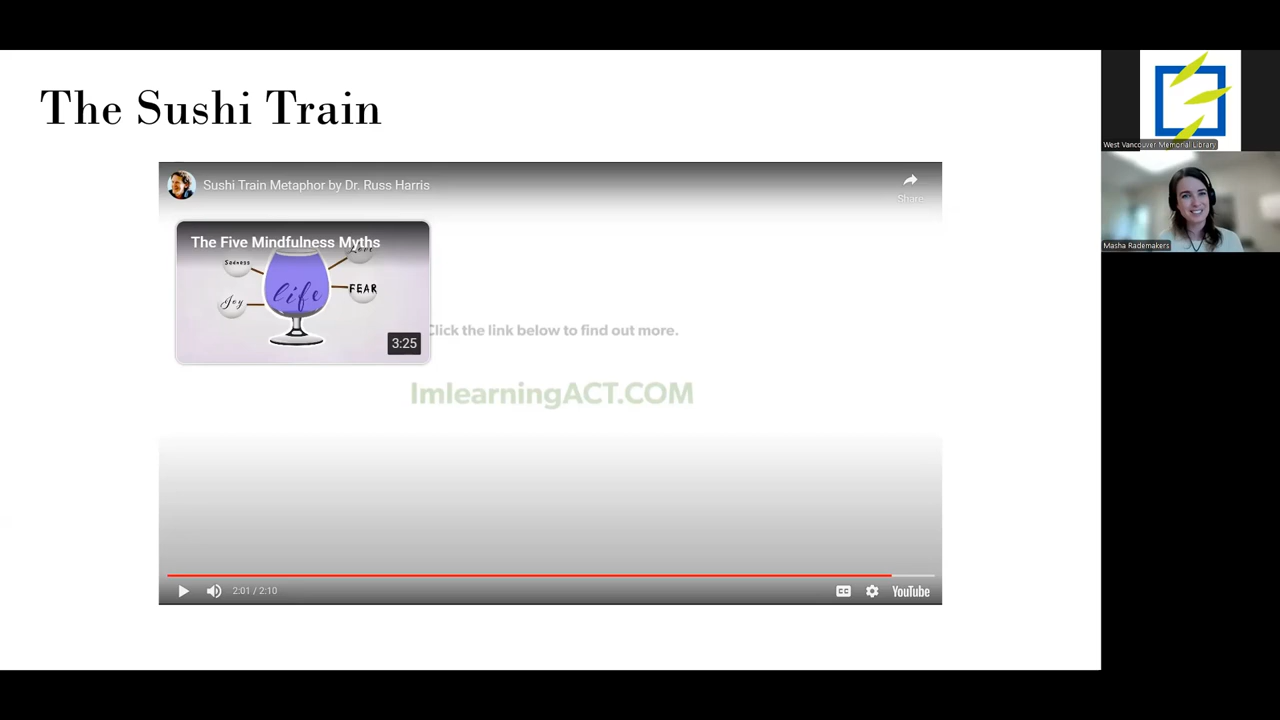 The Sushi Train
Sushi Train Metaphor by Dr. Russ Harris
Share
The Five Mindfulness Myths
Sadness
Love
Joy
life
FEAR
3:25
Click the link below to find out more.
ImlearningACT.COM
2:01 / 2:10
CC
YouTube
West Vancouver Memorial Library
Masha Rademakers